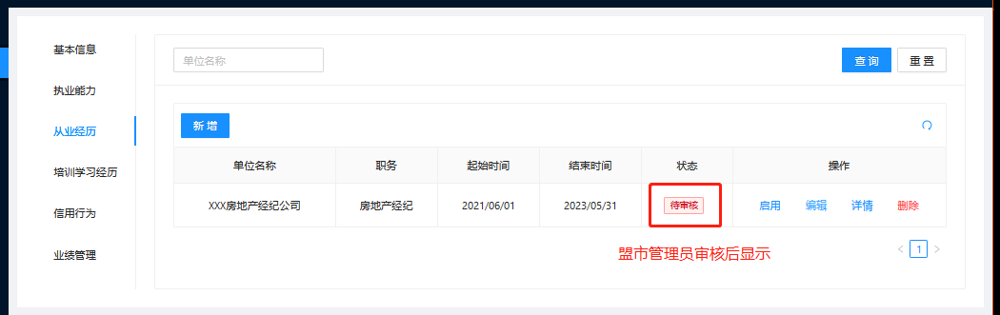 基本信息
执业能力
从业经历
培训学习经历
信用行为
业绩管理
单位名称
查 询 重 置
新 增
单位名称 职务 起始时间 结束时间 状态 操作
XXX房地产经纪公司 房地产经纪 2021/06/01 2023/05/31 待审核 启用 编辑 详情 删除
盟市管理员审核后显示
< 1 >